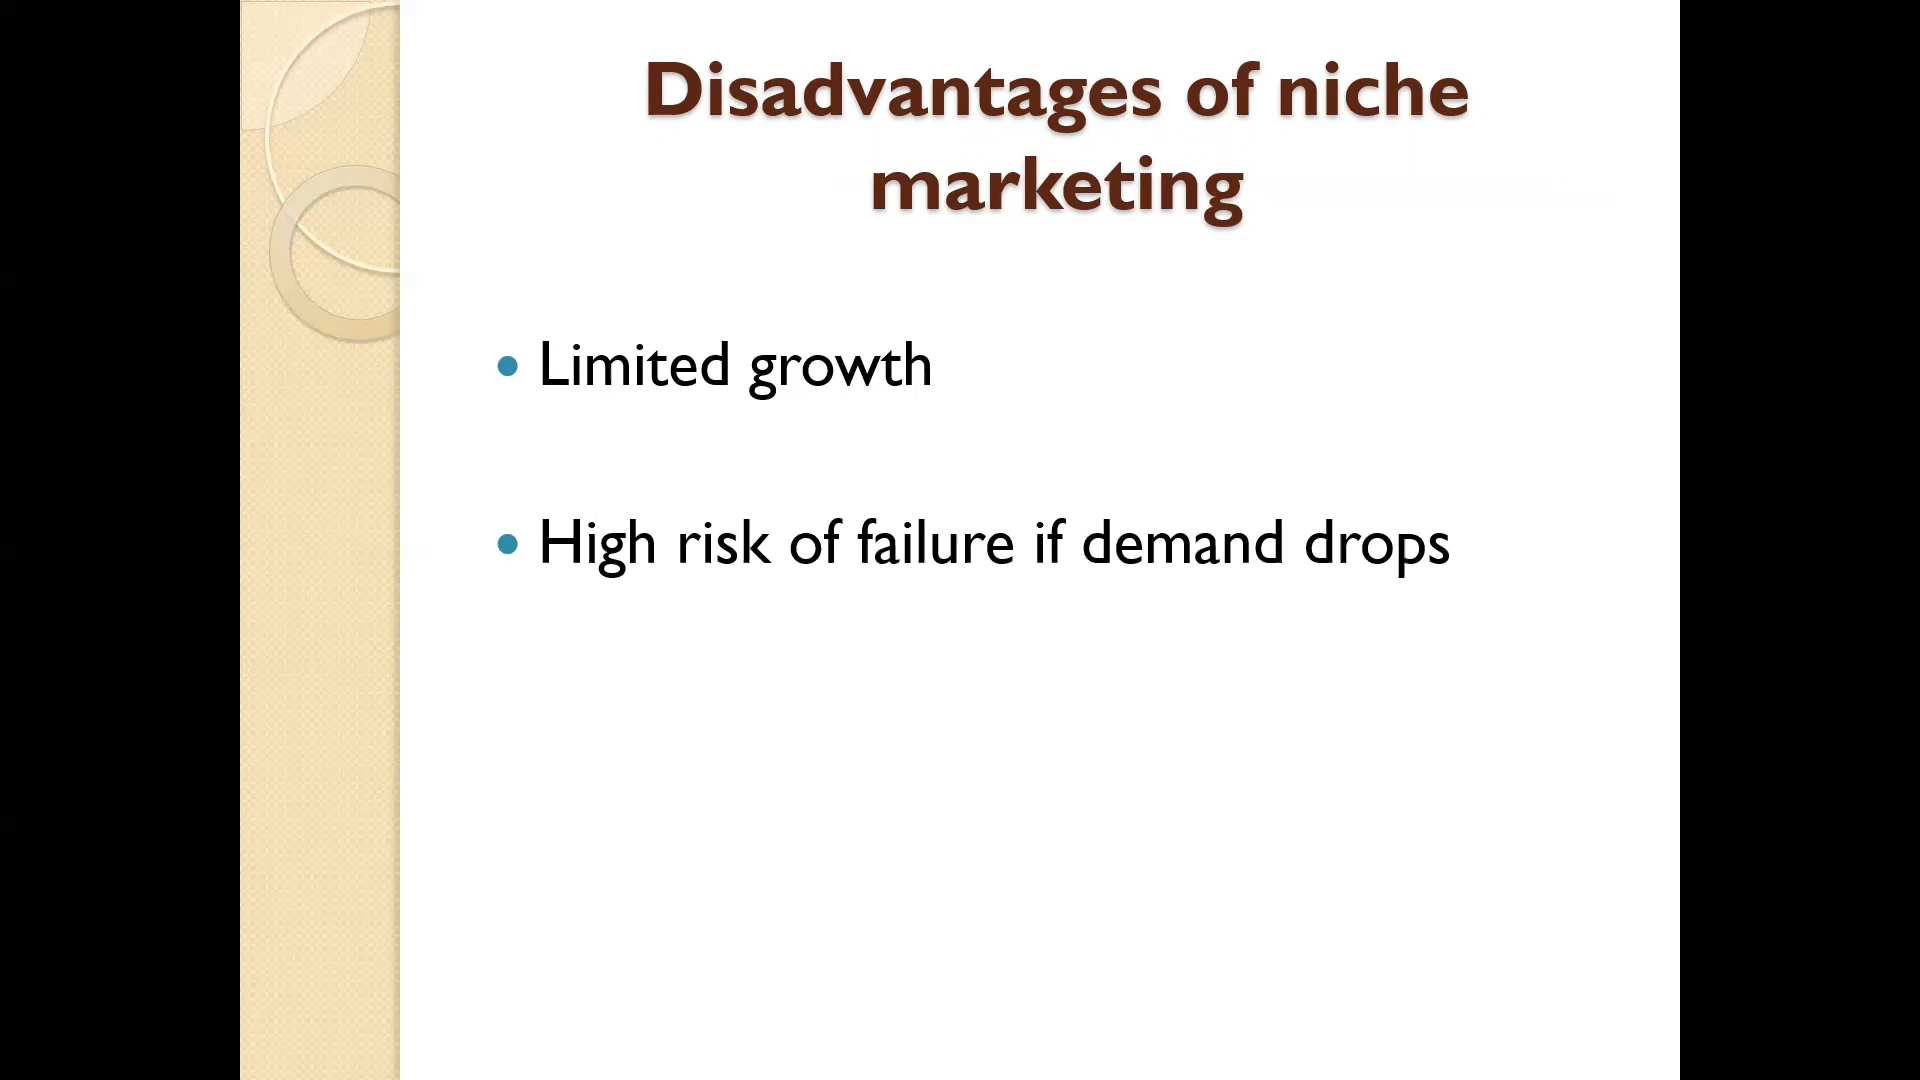 Disadvantages of niche
marketing
• Limited growth
• High risk of failure if demand drops